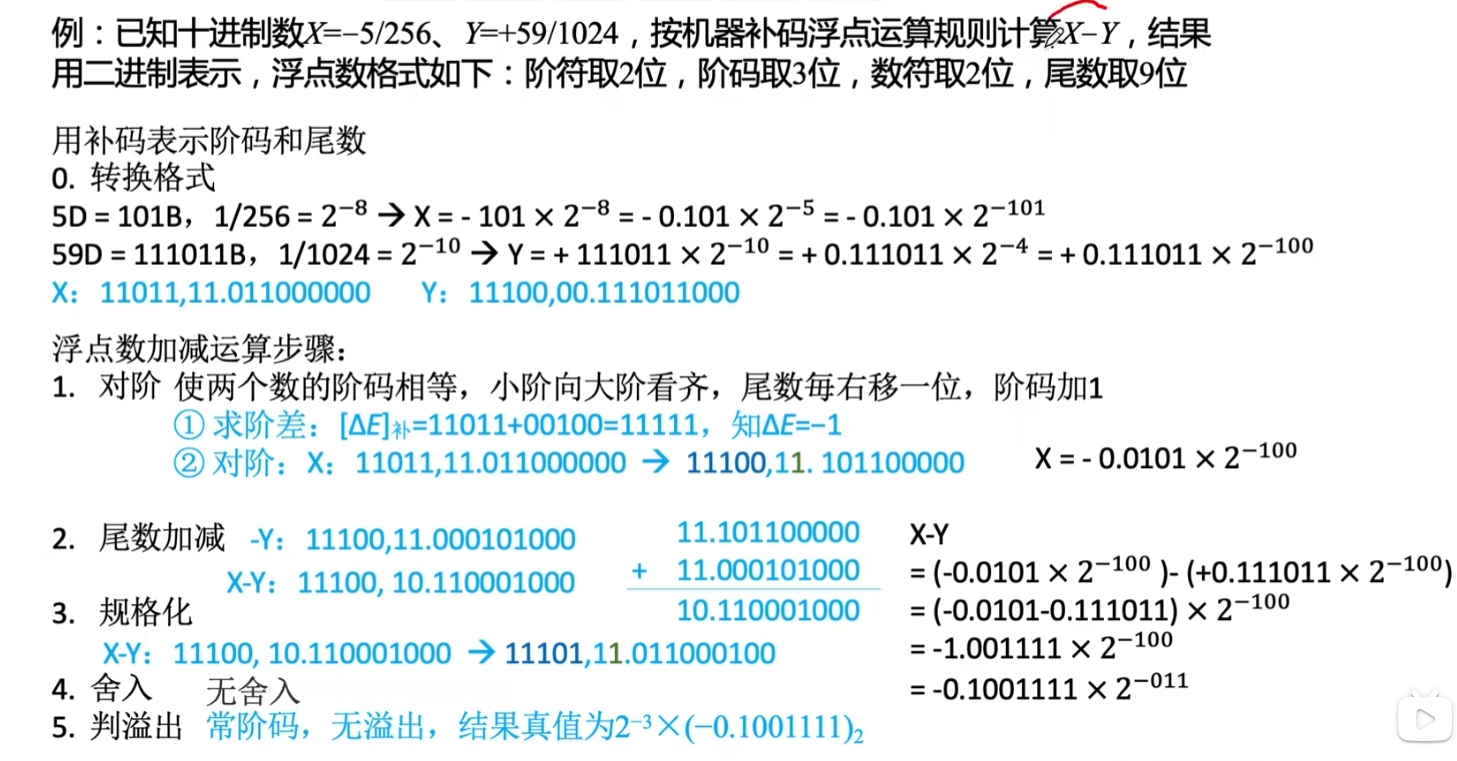 例：已知十进制数X=−5/256、Y=+59/1024，按机器补码浮点运算规则计算X−Y，结果
用二进制表示，浮点数格式如下：阶符取2位，阶码取3位，数符取2位，尾数取9位
用补码表示阶码和尾数
0. 转换格式
5D = 101B，1/256 = 2⁻⁸ → X = - 101 × 2⁻⁸ = - 0.101 × 2⁻⁵ = - 0.101 × 2⁻¹⁰¹
59D = 111011B，1/1024 = 2⁻¹⁰ → Y = + 111011 × 2⁻¹⁰ = + 0.111011 × 2⁻⁴ = + 0.111011 × 2⁻¹⁰⁰
X：11011,11.011000000 Y：11100,00.111011000
浮点数加减运算步骤：
1. 对阶 使两个数的阶码相等，小阶向大阶看齐，尾数每右移一位，阶码加1
① 求阶差：[ΔE]补=11011+00100=11111，知ΔE=−1
② 对阶：X：11011,11.011000000 → 11100,11. 101100000 X = - 0.0101 × 2⁻¹⁰⁰
2. 尾数加减 -Y：11100,11.000101000 11.101100000 X-Y
X-Y：11100, 10.110001000 + 11.000101000 = (-0.0101 × 2⁻¹⁰⁰ )- (+0.111011 × 2⁻¹⁰⁰)
3. 规格化 10.110001000 = (-0.0101-0.111011) × 2⁻¹⁰⁰
X-Y：11100, 10.110001000 → 11101,11.011000100 = -1.001111 × 2⁻¹⁰⁰
4. 舍入 无舍入 = -0.1001111 × 2⁻⁰¹¹
5. 判溢出 常阶码，无溢出，结果真值为2⁻³×(−0.1001111)₂